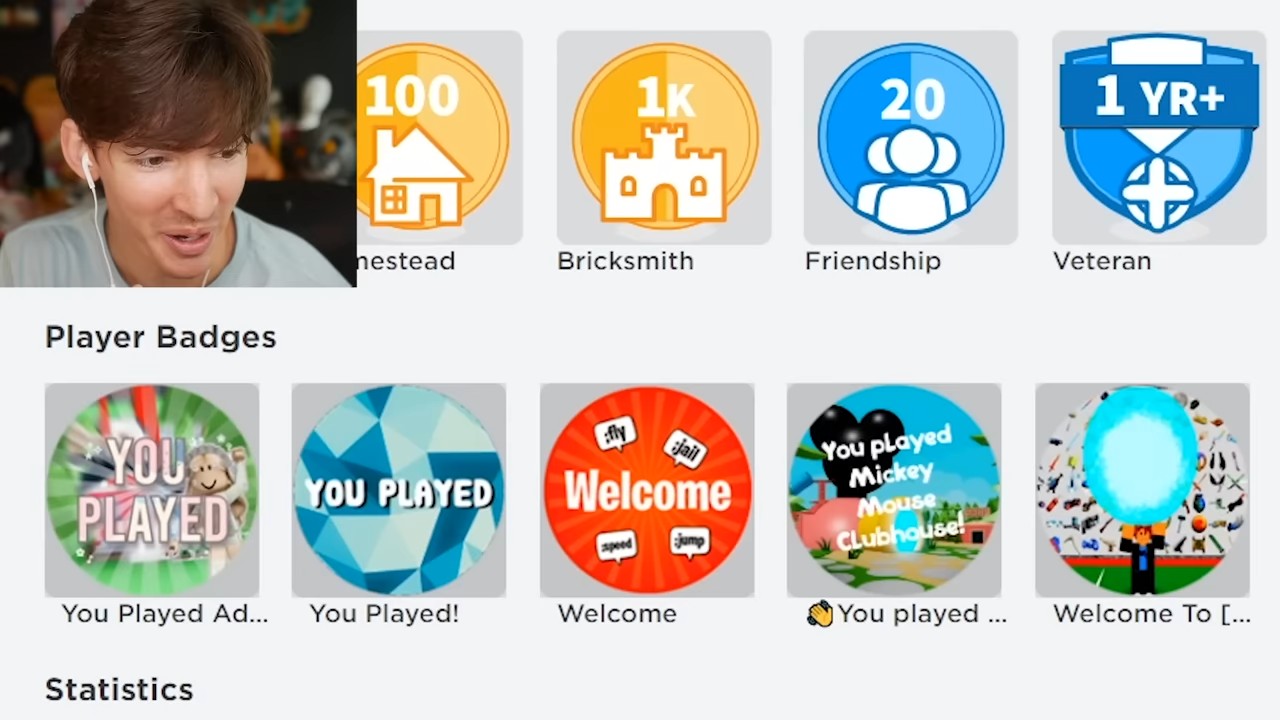 100
1K
20
1 YR+
mestead
Bricksmith
Friendship
Veteran
Player Badges
YOU
PLAYED
YOU PLAYED
:fly
:jail
Welcome
:speed
:jump
You played
Mickey
Mouse
Clubhouse!
You Played Ad...
You Played!
Welcome
👏You played ...
Welcome To [...
Statistics